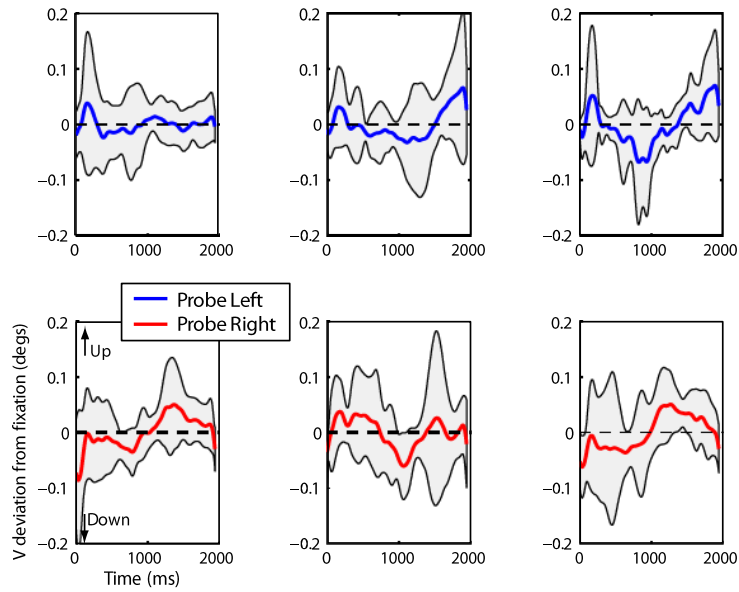 0.2 0.2 0.2
0.1 0.1 0.1
0 0 0
−0.1 −0.1 −0.1
−0.2 −0.2 −0.2
0 1000 2000 0 1000 2000 0 1000 2000
Probe Left
Probe Right
V deviation from fixation (degs)
0.2 0.2 0.2
Up
0.1 0.1 0.1
0 0 0
−0.1 −0.1 −0.1
Down
−0.2 −0.2 −0.2
0 1000 2000 0 1000 2000 0 1000 2000
Time (ms)